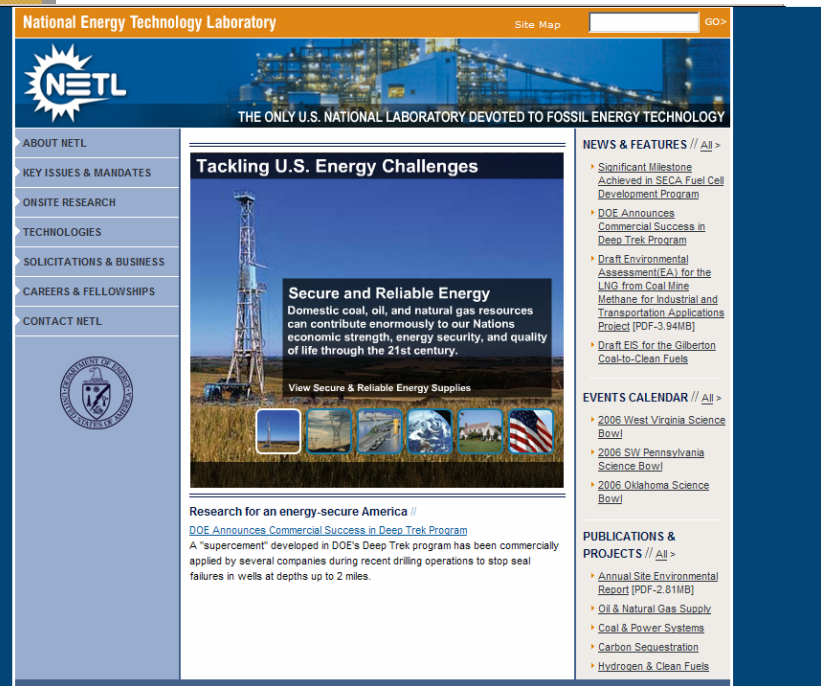 National Energy Technology Laboratory
Site Map
GO>
NETL
THE ONLY U.S. NATIONAL LABORATORY DEVOTED TO FOSSIL ENERGY TECHNOLOGY
ABOUT NETL
KEY ISSUES & MANDATES
ONSITE RESEARCH
TECHNOLOGIES
SOLICITATIONS & BUSINESS
CAREERS & FELLOWSHIPS
CONTACT NETL
DEPARTMENT OF ENERGY
UNITED STATES OF AMERICA
Tackling U.S. Energy Challenges
Secure and Reliable Energy
Domestic coal, oil, and natural gas resources
can contribute enormously to our Nations
economic strength, energy security, and quality
of life through the 21st century.
View Secure & Reliable Energy Supplies
Research for an energy-secure America //
DOE Announces Commercial Success in Deep Trek Program
A "supercement" developed in DOE's Deep Trek program has been commercially
applied by several companies during recent drilling operations to stop seal
failures in wells at depths up to 2 miles.
NEWS & FEATURES // All >
Significant Milestone
Achieved in SECA Fuel Cell
Development Program
DOE Announces
Commercial Success in
Deep Trek Program
Draft Environmental
Assessment(EA) for the
LNG from Coal Mine
Methane for Industrial and
Transportation Applications
Project [PDF-3.94MB]
Draft EIS for the Gilberton
Coal-to-Clean Fuels
EVENTS CALENDAR // All >
2006 West Virginia Science
Bowl
2006 SW Pennsylvania
Science Bowl
2006 Oklahoma Science
Bowl
PUBLICATIONS &
PROJECTS // All >
Annual Site Environmental
Report [PDF-2.81MB]
Oil & Natural Gas Supply
Coal & Power Systems
Carbon Sequestration
Hydrogen & Clean Fuels